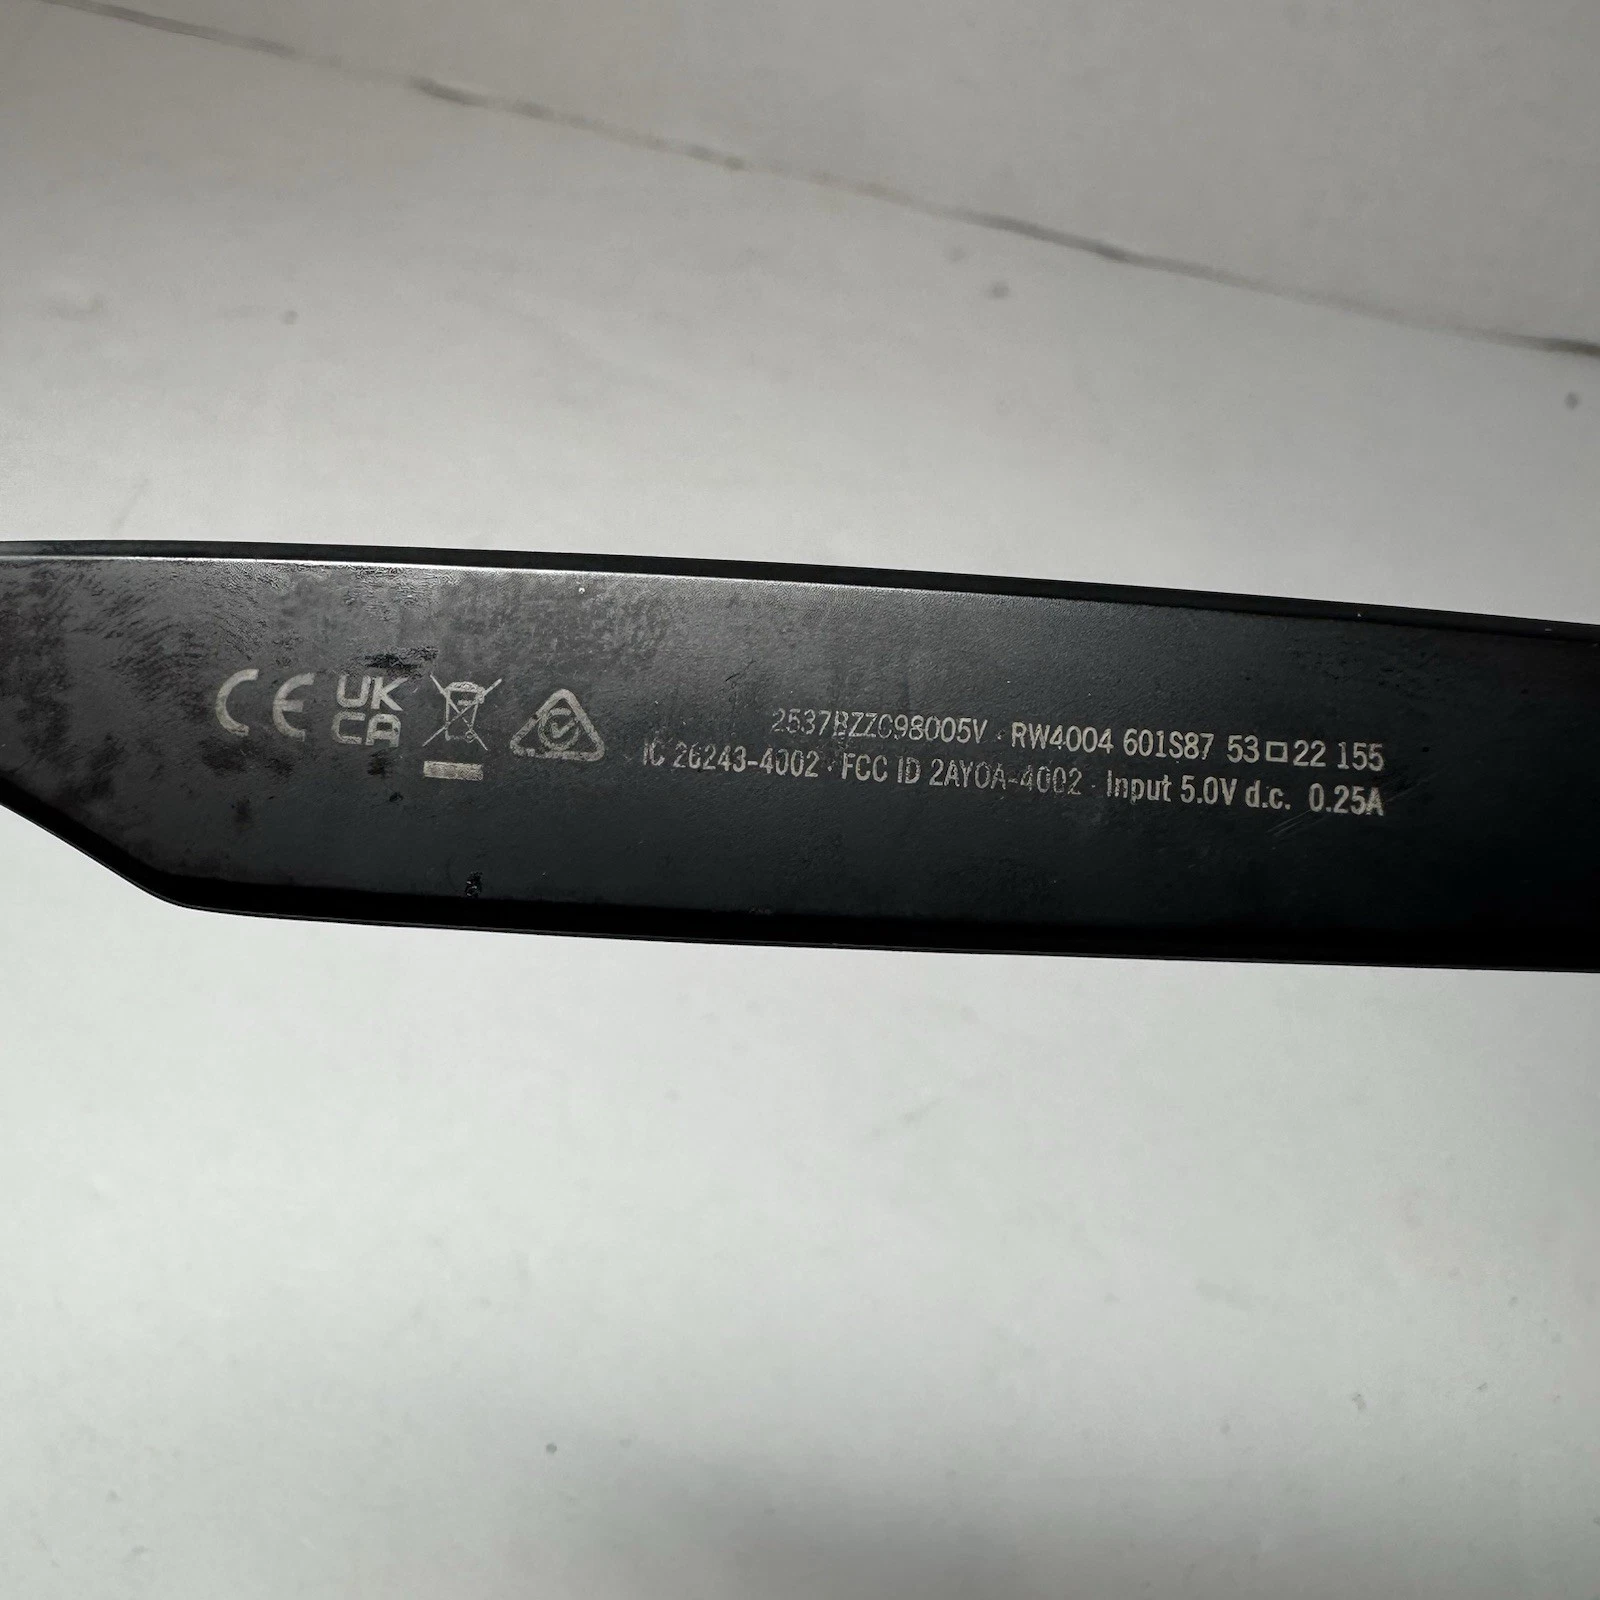 CE UK
CA
2537BZZC98005V · RW4004 601S87 53□22 155
IC 26243-4002 · FCC ID 2AYOA-4002 · Input 5.0V d.c. 0.25A